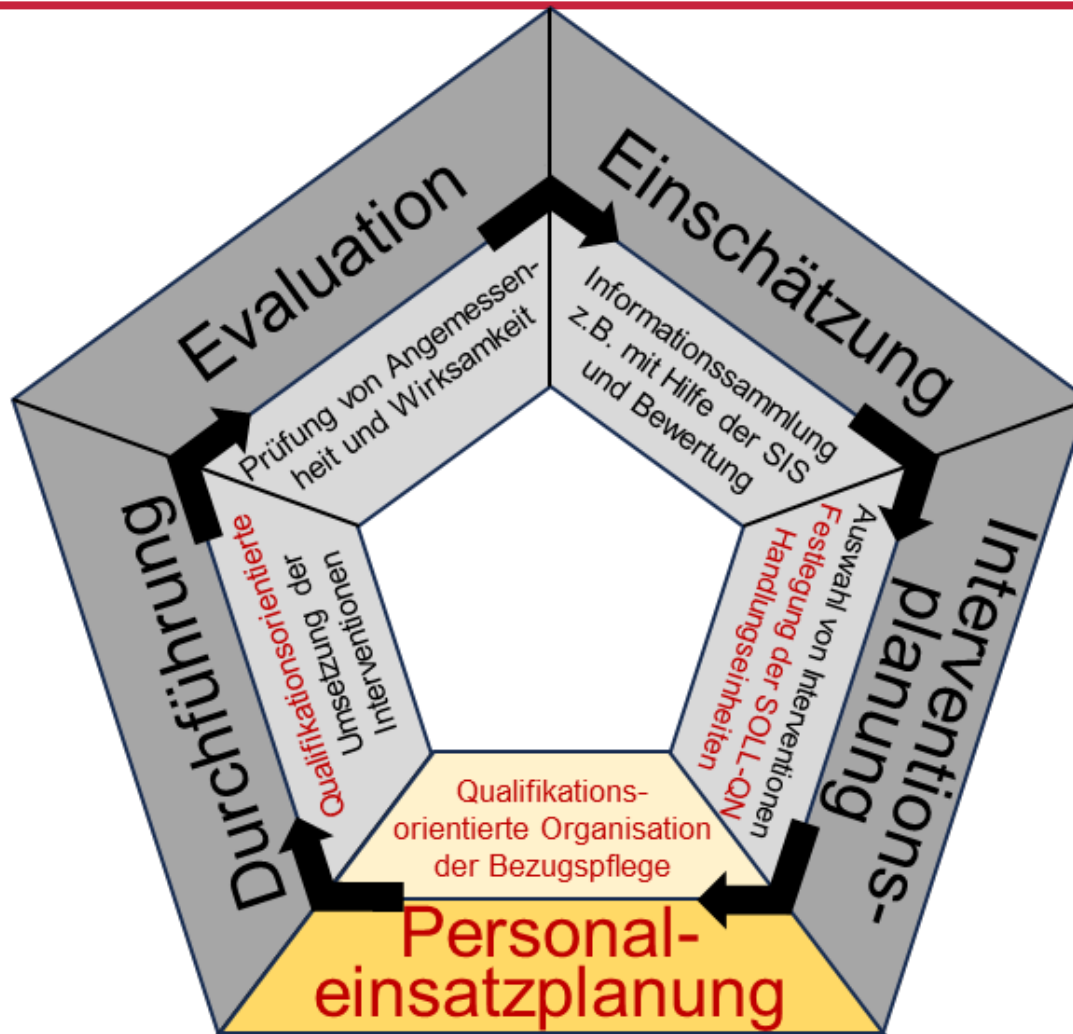 Einschätzung
Informationssammlung
z.B. mit Hilfe der SIS
und Bewertung
Interventions-
planung
Auswahl von Interventionen
Festlegung der SOLL-QN
Handlungseinheiten
Personal-
einsatzplanung
Qualifikations-
orientierte Organisation
der Bezugspflege
Durchführung
Qualifikationsorientierte
Umsetzung der
Interventionen
Evaluation
Prüfung von Angemessen-
heit und Wirksamkeit